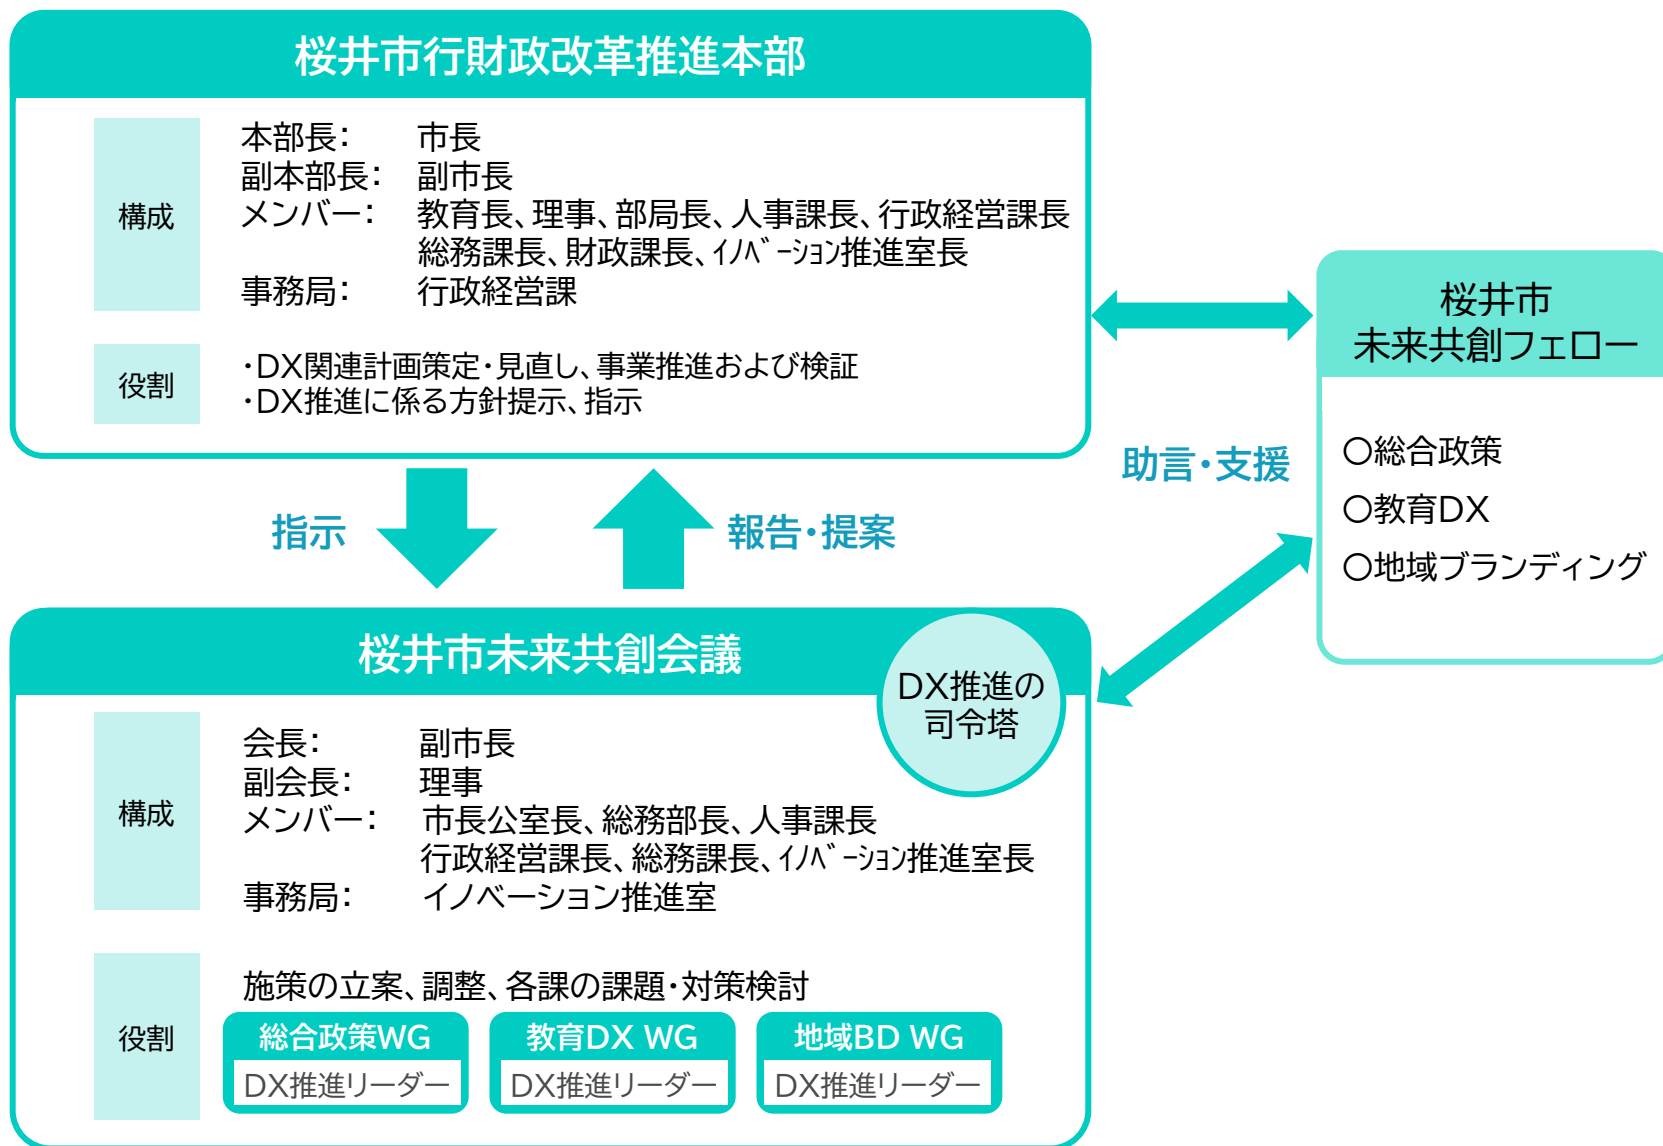 桜井市行財政改革推進本部
構成
本部長： 市長
副本部長： 副市長
メンバー： 教育長、理事、部局長、人事課長、行政経営課長
総務課長、財政課長、ｲﾉﾍﾞｰｼｮﾝ推進室長
事務局： 行政経営課
役割
・DX関連計画策定・見直し、事業推進および検証
・DX推進に係る方針提示、指示
指示
報告・提案
助言・支援
桜井市
未来共創フェロー
〇総合政策
〇教育DX
〇地域ブランディング
桜井市未来共創会議
DX推進の
司令塔
構成
会長： 副市長
副会長： 理事
メンバー： 市長公室長、総務部長、人事課長
行政経営課長、総務課長、ｲﾉﾍﾞｰｼｮﾝ推進室長
事務局： イノベーション推進室
役割
施策の立案、調整、各課の課題・対策検討
総合政策WG
DX推進リーダー
教育DX WG
DX推進リーダー
地域BD WG
DX推進リーダー